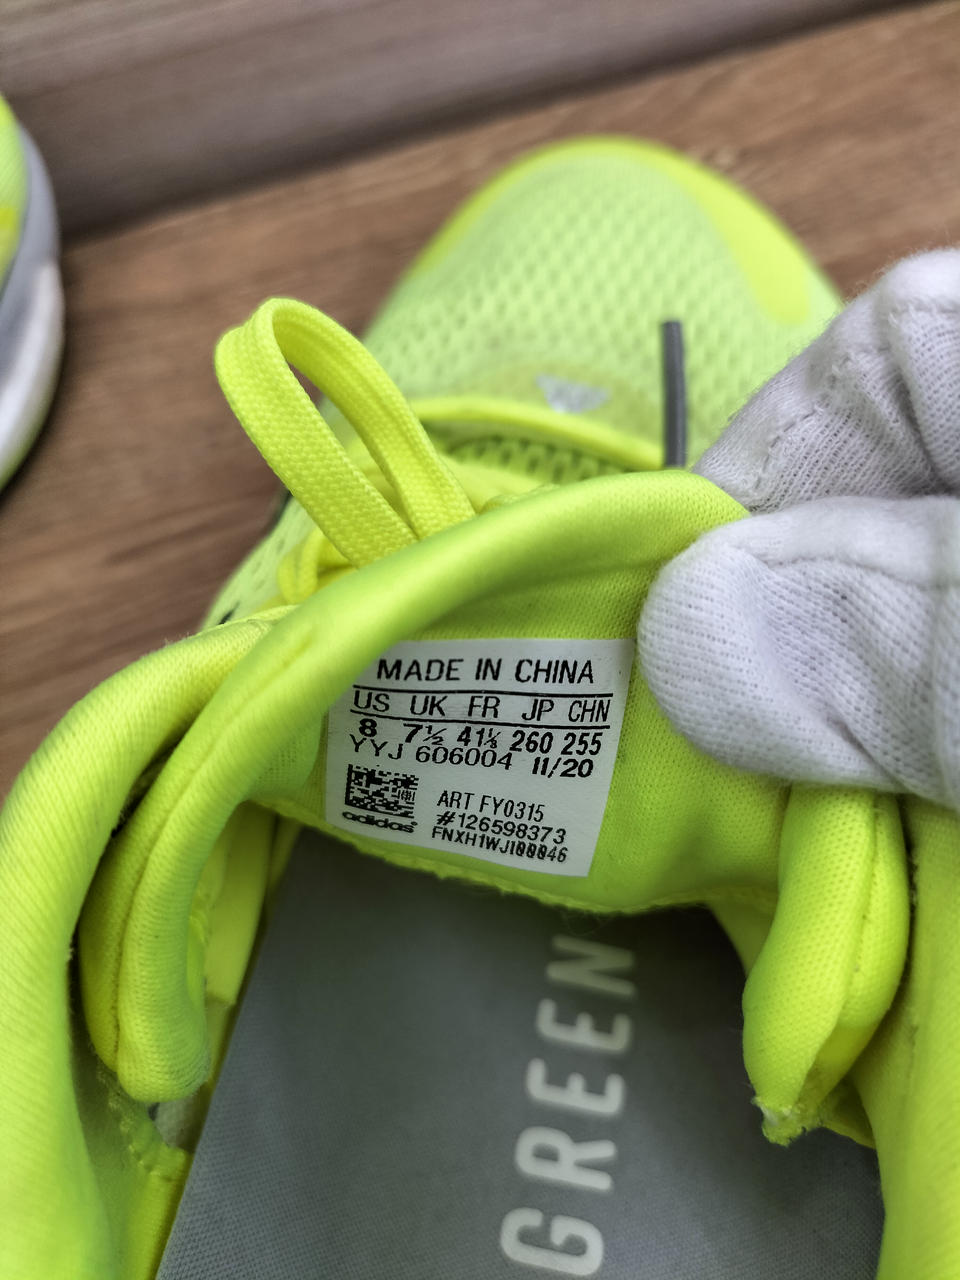 MADE IN CHINA
US UK FR JP CHN
8 7½ 41⅓ 260 255
YYJ 606004 11/20
ART FY0315
#126598373
FNXH1WJ100046
adidas
GREEN